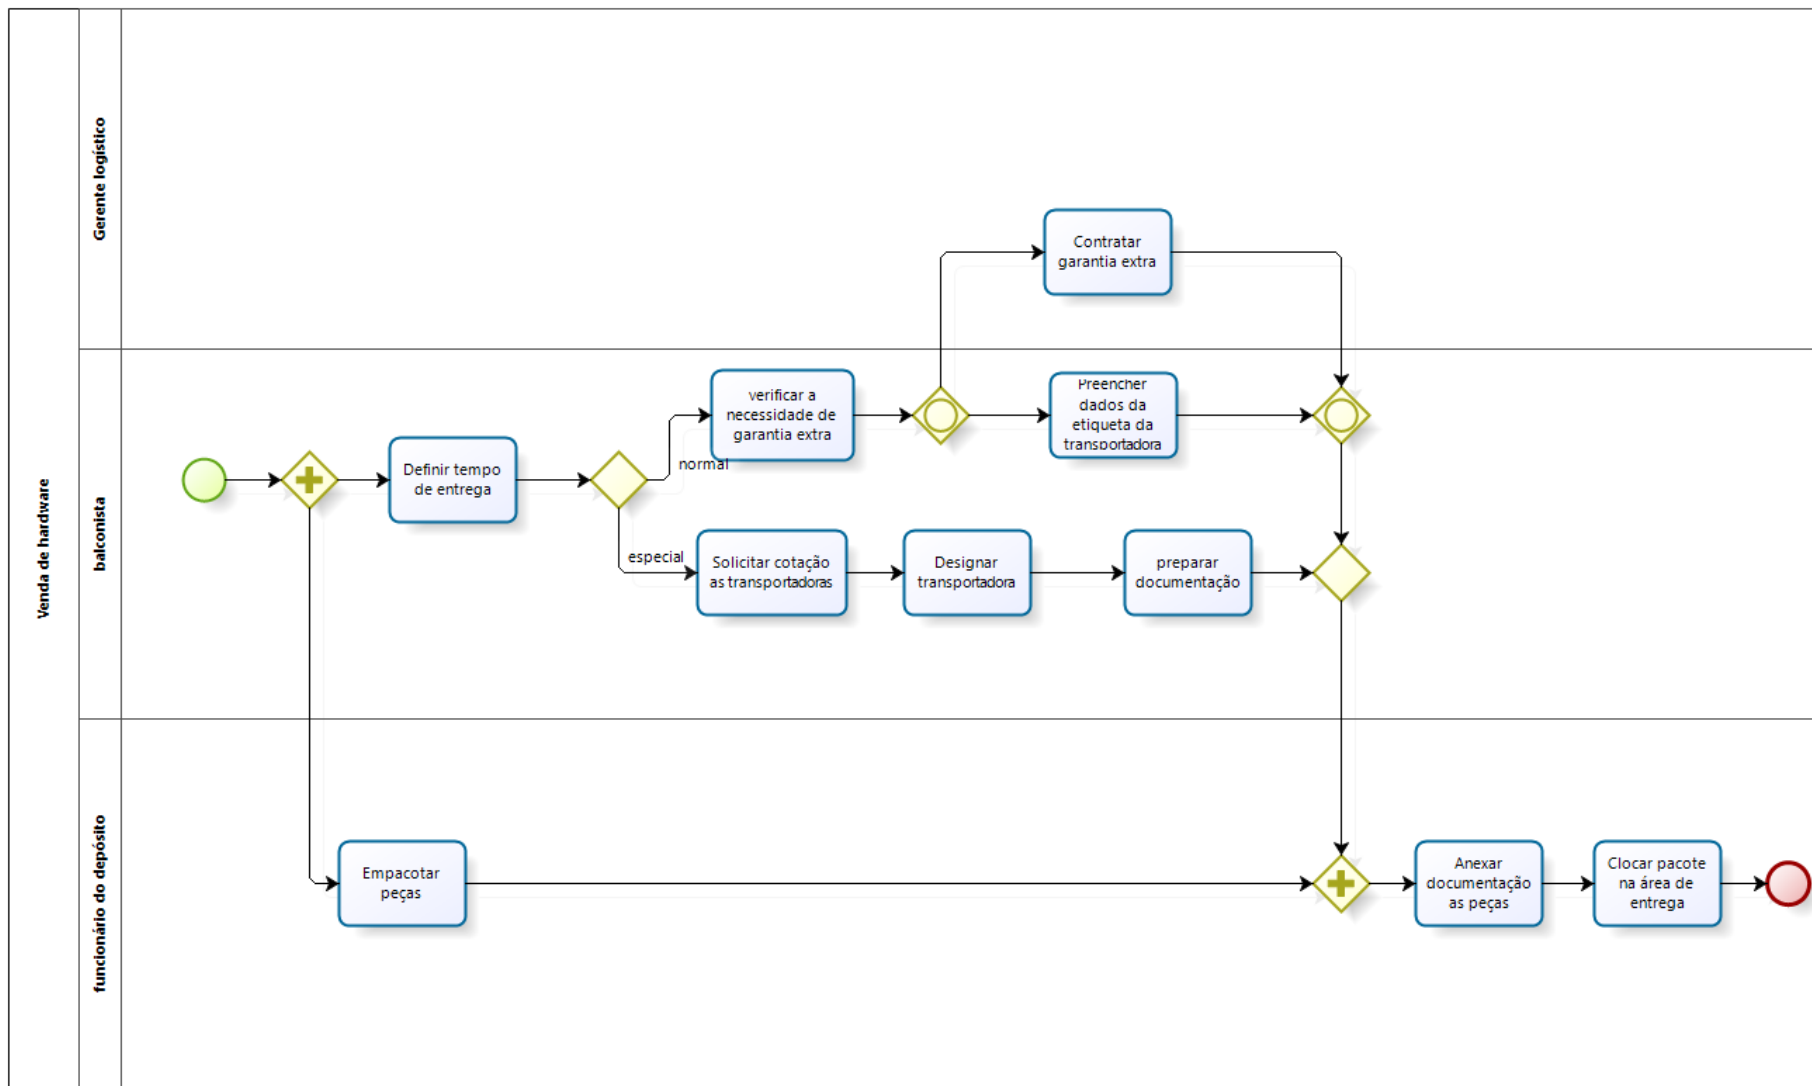 Venda de hardware
Gerente logístico
Contratar
garantia extra
balconista
verificar a
necessidade de
garantia extra
Preencher
dados da
etiqueta da
transportadora
Definir tempo
de entrega
normal
especial
Solicitar cotação
as transportadoras
Designar
transportadora
preparar
documentação
funcionário do depósito
Empacotar
peças
Anexar
documentação
as peças
Clocar pacote
na área de
entrega